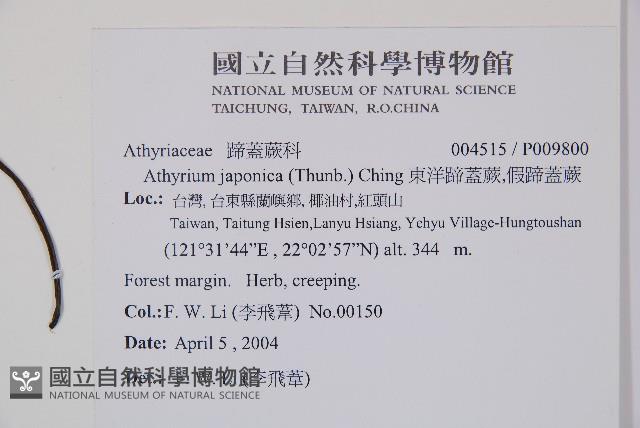 國立自然科學博物館
NATIONAL MUSEUM OF NATURAL SCIENCE
TAICHUNG, TAIWAN, R.O.CHINA
Athyriaceae 蹄蓋蕨科 004515 / P009800
Athyrium japonica (Thunb.) Ching 東洋蹄蓋蕨,假蹄蓋蕨
Loc.: 台灣, 台東縣蘭嶼鄉, 椰油村,紅頭山
Taiwan, Taitung Hsien,Lanyu Hsiang, Yehyu Village-Hungtoushan
(121°31'44”E , 22°02'57”N) alt. 344 m.
Forest margin. Herb, creeping.
Col.:F. W. Li (李飛葦) No.00150
Date: April 5 , 2004
李飛葦)
國立自然科學博物館
NATIONAL MUSEUM OF NATURAL SCIENCE